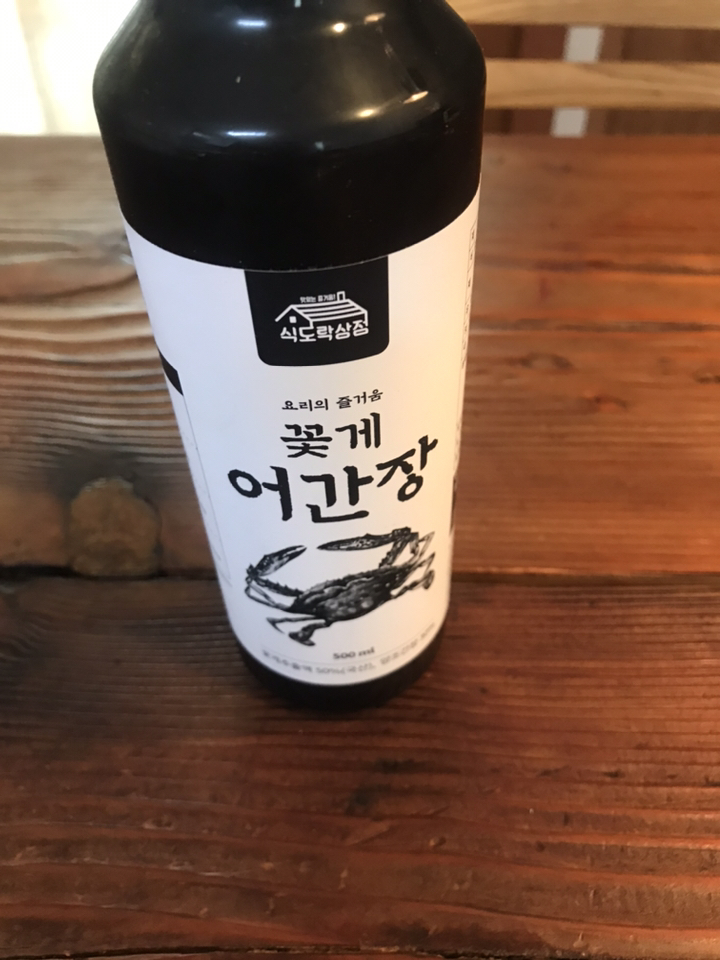 맛있는 즐거움!
식도락상점
요리의 즐거움
꽃게
어간장
500 ml